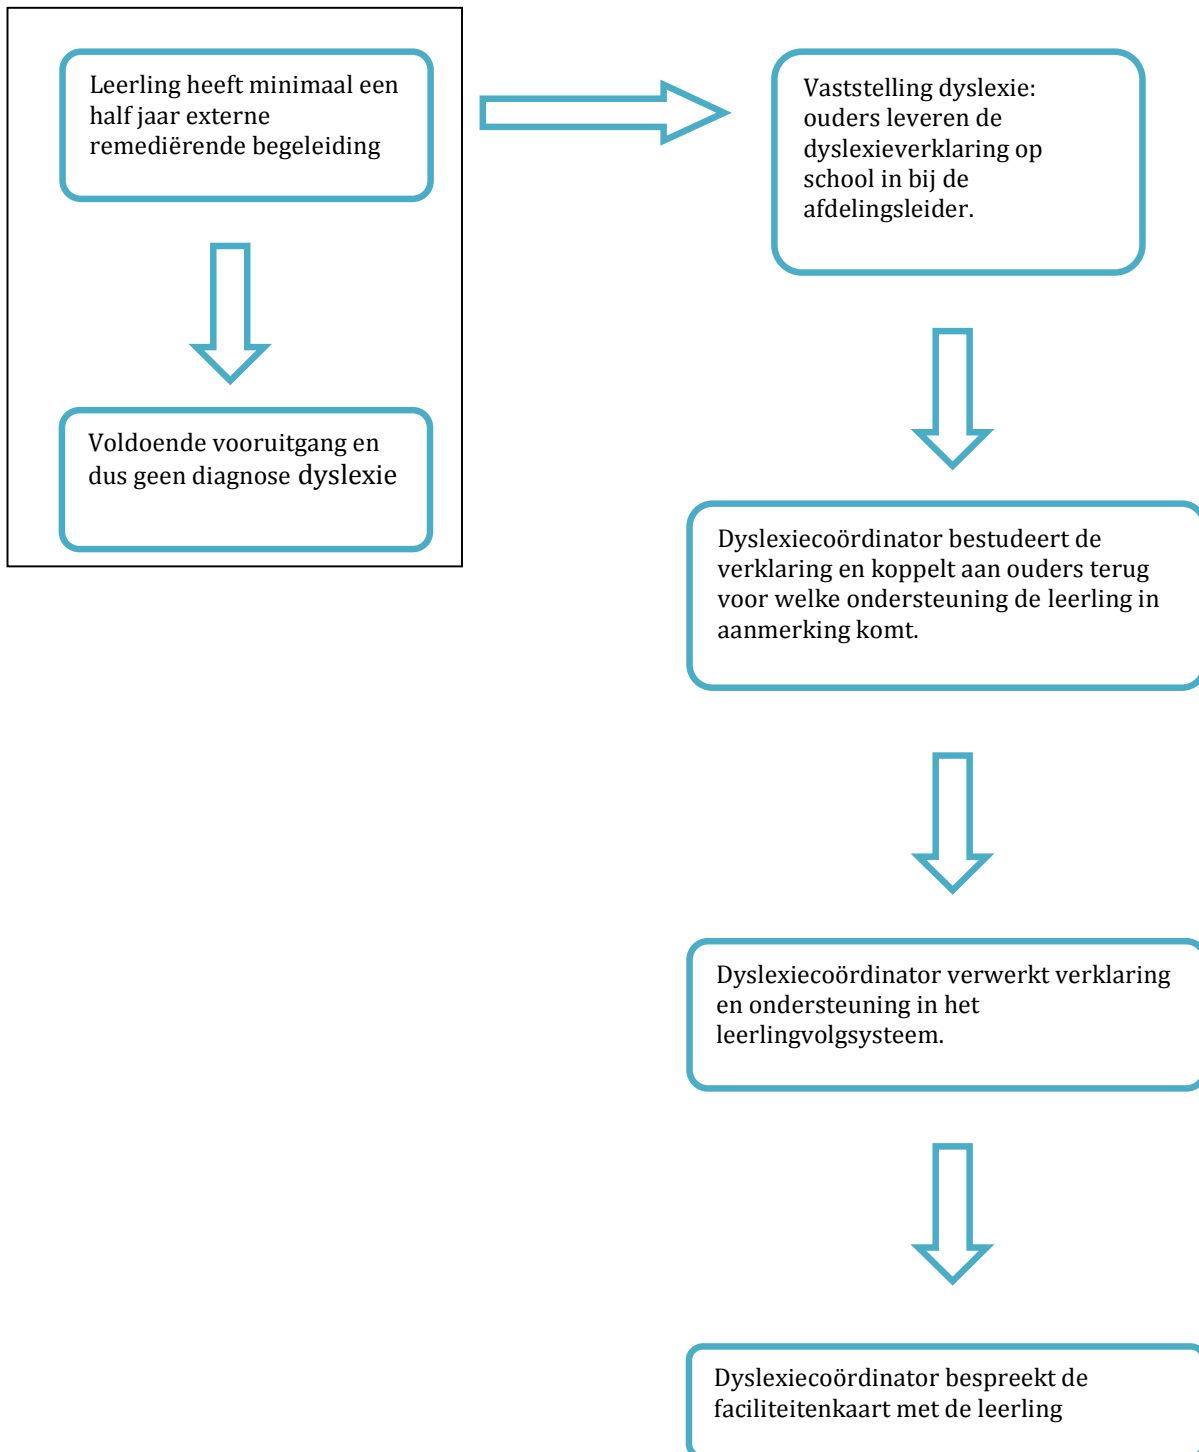 Leerling heeft minimaal een
half jaar externe
remediërende begeleiding
Voldoende vooruitgang en
dus geen diagnose dyslexie
Vaststelling dyslexie:
ouders leveren de
dyslexieverklaring op
school in bij de
afdelingsleider.
Dyslexiecoördinator bestudeert de
verklaring en koppelt aan ouders terug
voor welke ondersteuning de leerling in
aanmerking komt.
Dyslexiecoördinator verwerkt verklaring
en ondersteuning in het
leerlingvolgsysteem.
Dyslexiecoördinator bespreekt de
faciliteitenkaart met de leerling